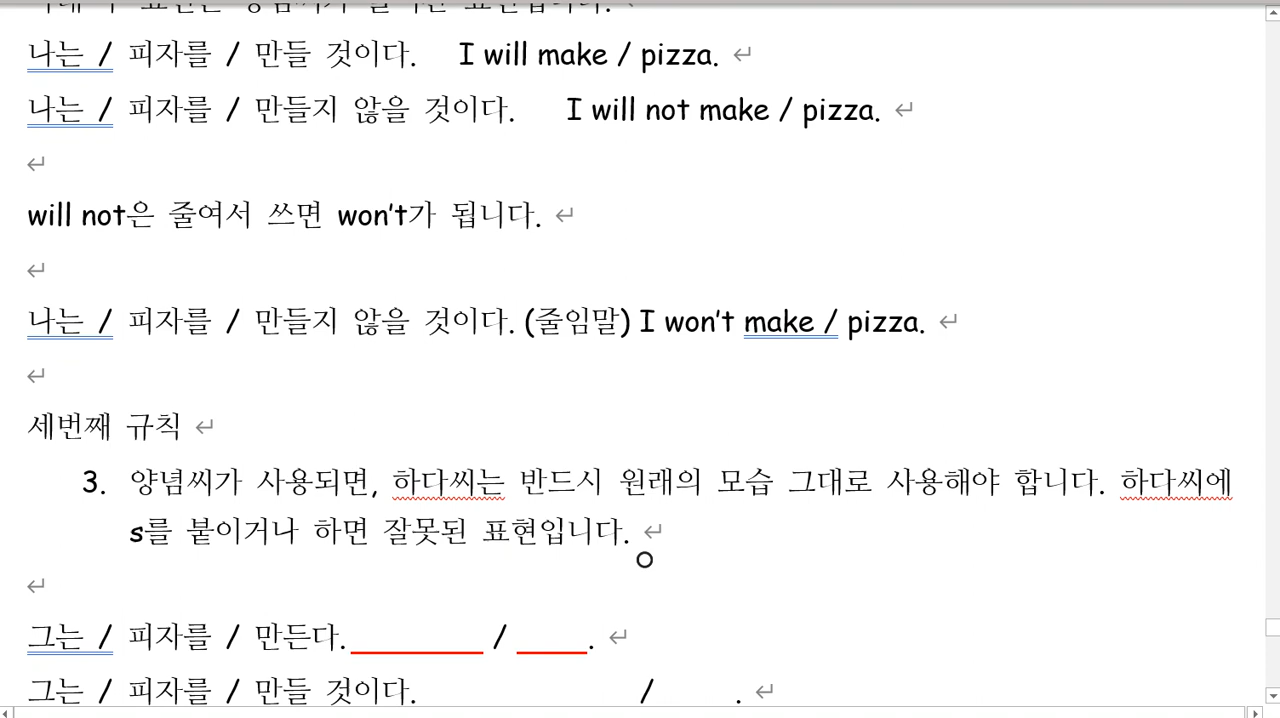 나는 / 피자를 / 만들 것이다. I will make / pizza. ↵
나는 / 피자를 / 만들지 않을 것이다. I will not make / pizza. ↵
↵
will not은 줄여서 쓰면 won't가 됩니다. ↵
↵
나는 / 피자를 / 만들지 않을 것이다. (줄임말) I won't make / pizza. ↵
↵
세번째 규칙 ↵
3. 양념씨가 사용되면, 하다씨는 반드시 원래의 모습 그대로 사용해야 합니다. 하다씨에
s를 붙이거나 하면 잘못된 표현입니다. ↵
↵
그는 / 피자를 / 만든다. / . ↵
그는 / 피자를 / 만들 것이다. / . ↵